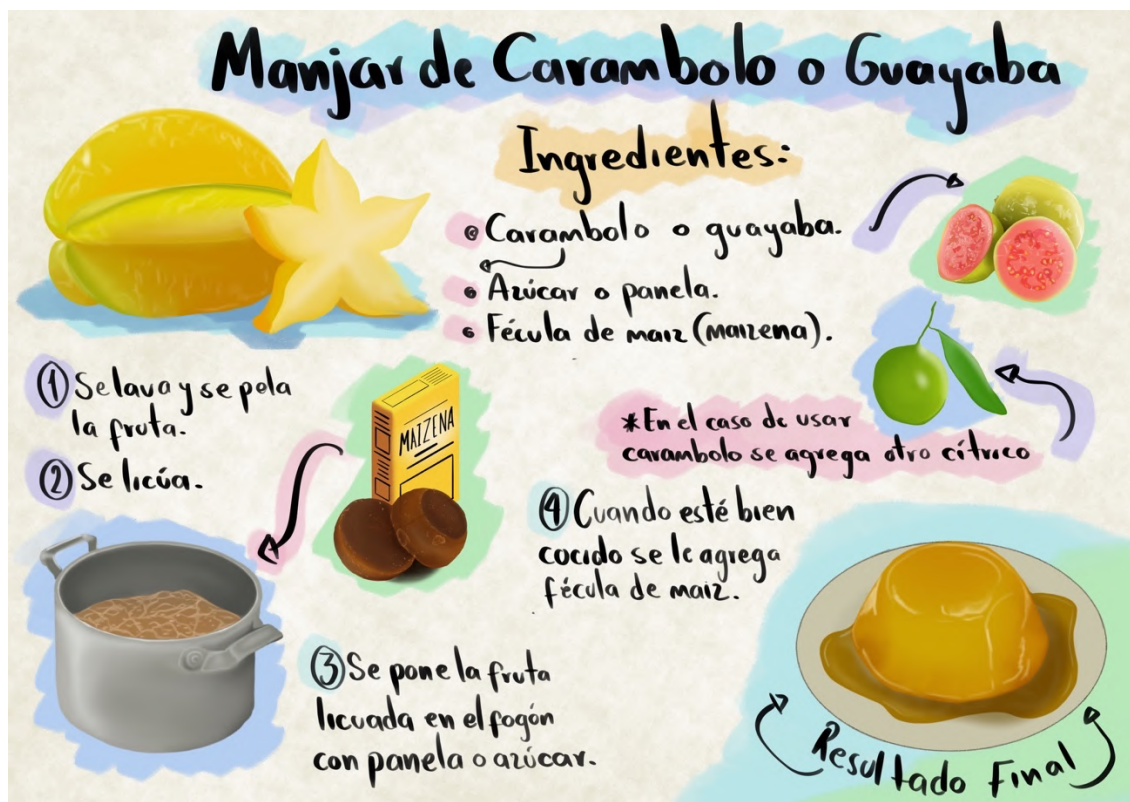 Manjar de Carambolo o Guayaba
Ingredientes:
Carambolo o guayaba.
Azúcar o panela.
Fécula de maiz (maizena).
① Se lava y se pela
la fruta.
② Se licúa.
MAIZENA
*En el caso de usar
carambolo se agrega otro cítrico
③ Se pone la fruta
licuada en el fogón
con panela o azúcar.
④ Cuando esté bien
cocido se le agrega
fécula de maiz.
Resultado Final